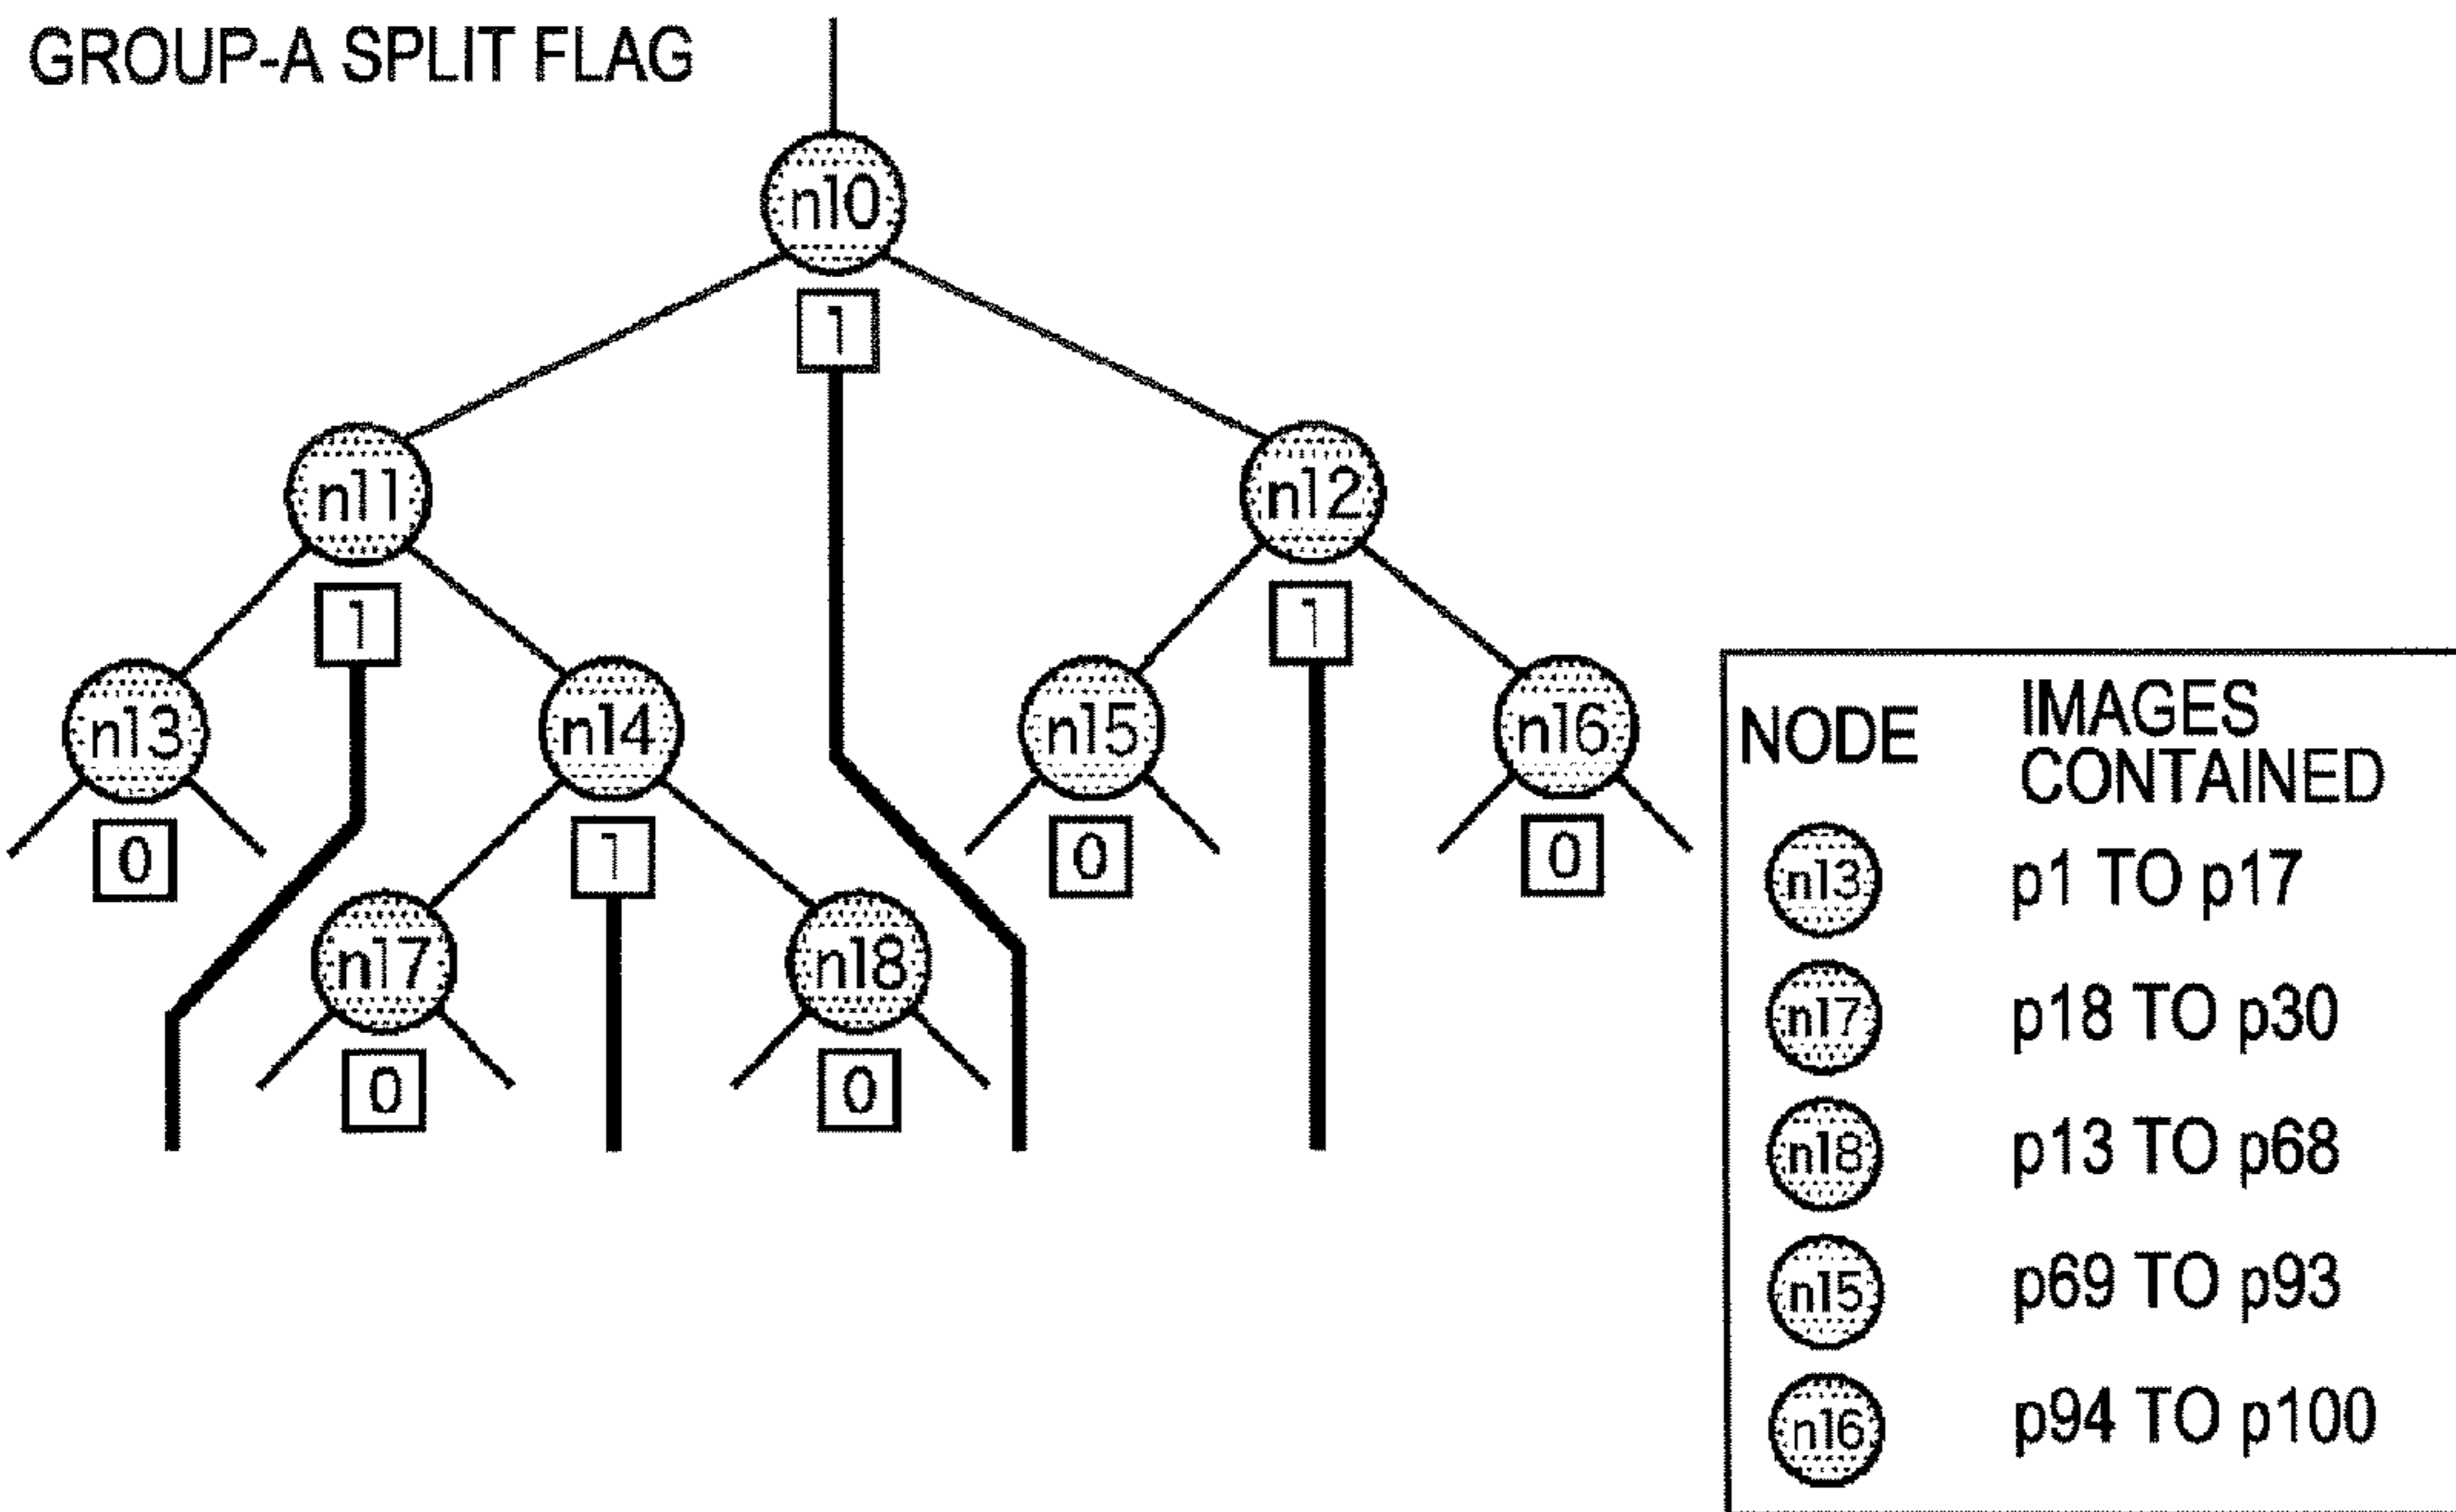 GROUP-A SPLIT FLAG
n10
1
n11
n12
1
1
n13
n14
n15
n16
0
1
0
0
n17
n18
0
0
NODE
IMAGES
CONTAINED
n13 p1 TO p17
n17 p18 TO p30
n18 p13 TO p68
n15 p69 TO p93
n16 p94 TO p100